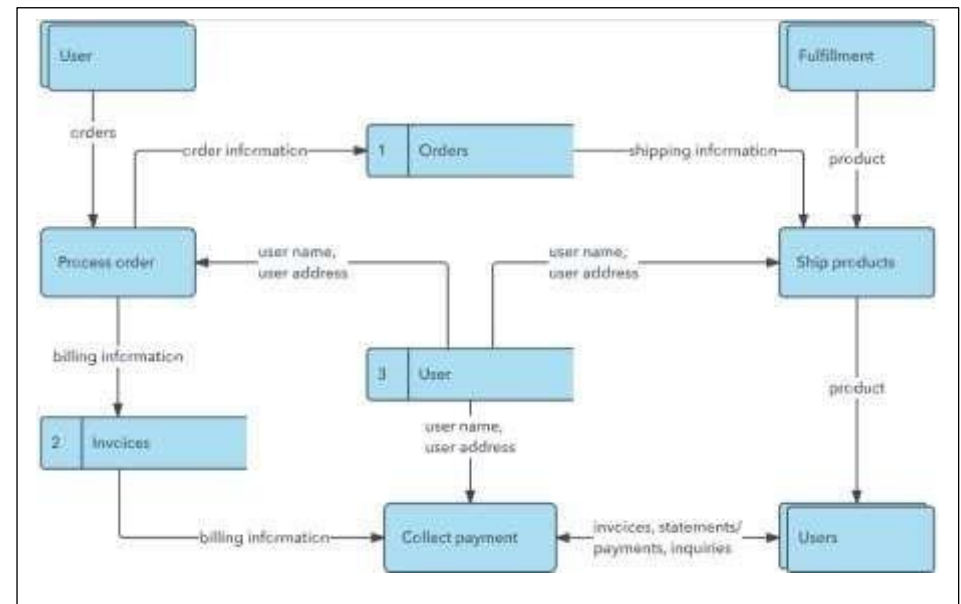 User
Fulfillment
orders
order information
1 Orders
shipping information
product
Process order
user name,
user address
user name,
user address
Ship products
billing information
3 User
product
2 Invoices
user name,
user address
billing information
Collect payment
invoices, statements/
payments, inquiries
Users